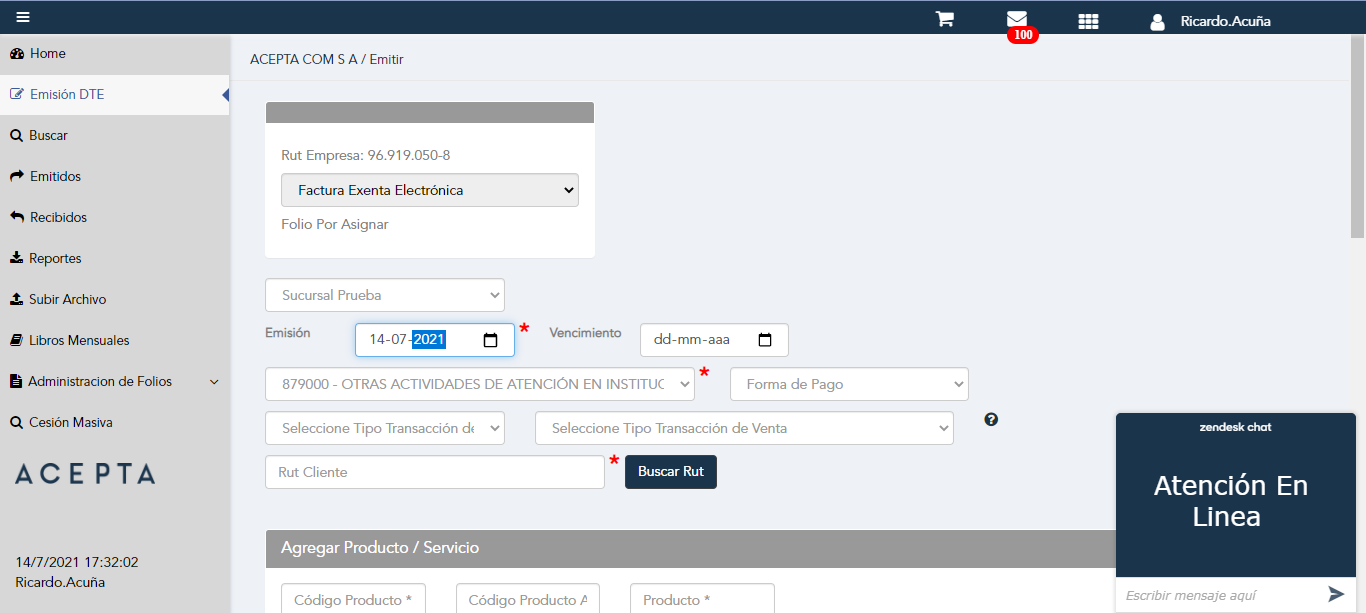 100
Ricardo.Acuña
Home
Emisión DTE
Buscar
Emitidos
Recibidos
Reportes
Subir Archivo
Libros Mensuales
Administracion de Folios
Cesión Masiva
ACEPTA
14/7/2021 17:32:02
Ricardo.Acuña
ACEPTA COM S A / Emitir
Rut Empresa: 96.919.050-8
Factura Exenta Electrónica
Folio Por Asignar
Sucursal Prueba
Emisión 14-07-2021 * Vencimiento dd-mm-aaa
879000 - OTRAS ACTIVIDADES DE ATENCIÓN EN INSTITUC * Forma de Pago
Seleccione Tipo Transacción de Seleccione Tipo Transacción de Venta ?
Rut Cliente * Buscar Rut
Agregar Producto / Servicio
Código Producto * Código Producto A Producto *
zendesk chat
Atención En
Linea
Escribir mensaje aquí